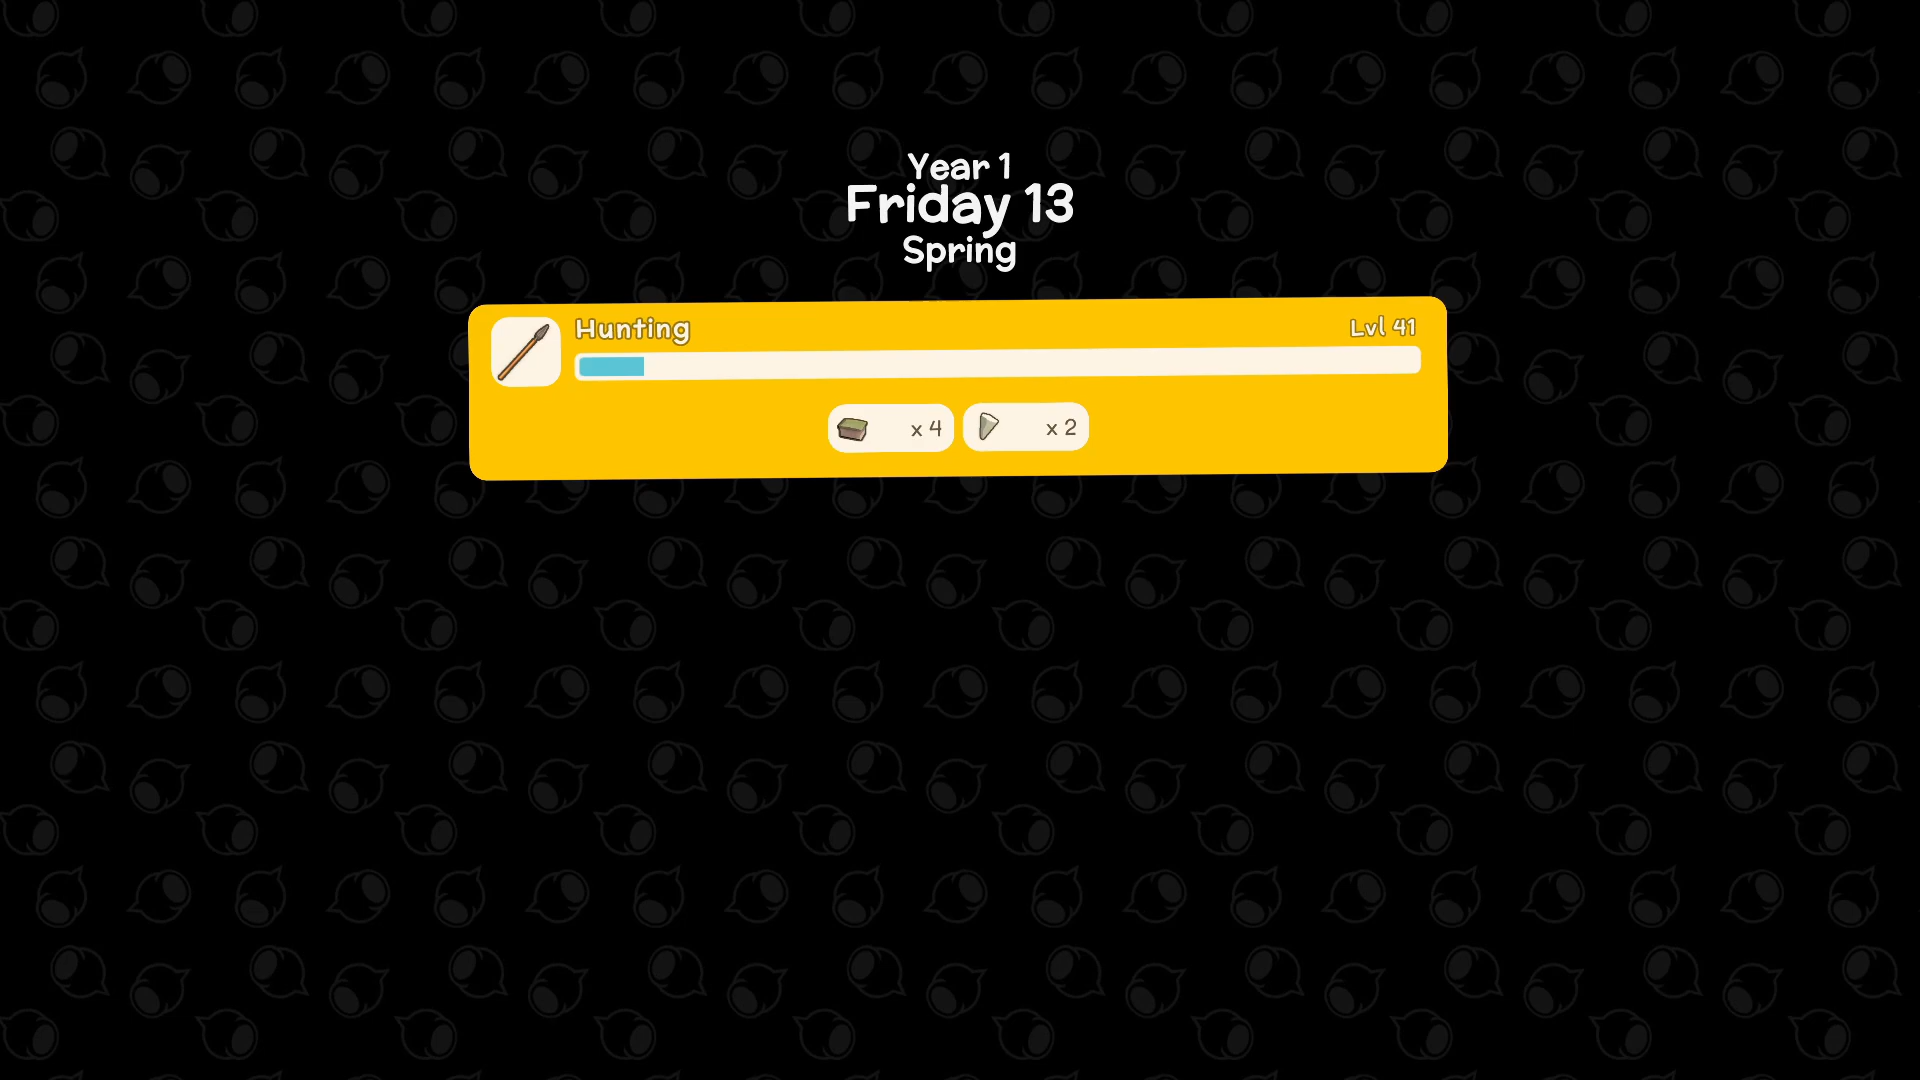 Year 1
Friday 13
Spring
Hunting
Lvl 41
x 4
x 2